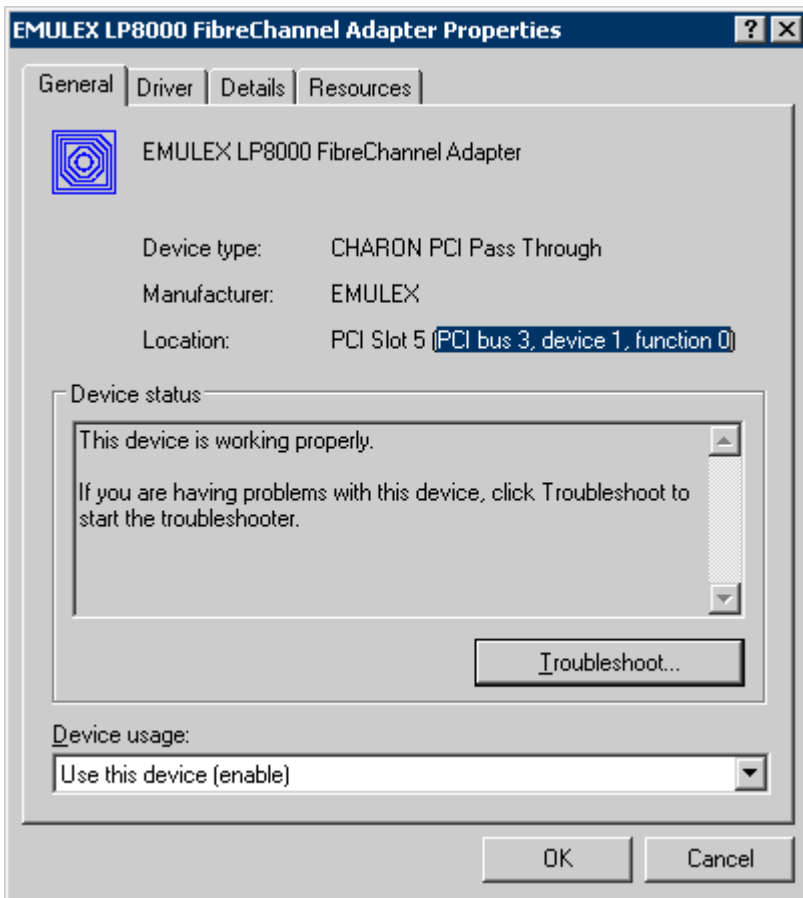 EMULEX LP8000 FibreChannel Adapter Properties
General Driver Details Resources
EMULEX LP8000 FibreChannel Adapter
Device type: CHARON PCI Pass Through
Manufacturer: EMULEX
Location: PCI Slot 5 (PCI bus 3, device 1, function 0)
Device status
This device is working properly.
If you are having problems with this device, click Troubleshoot to
start the troubleshooter.
Troubleshoot...
Device usage:
Use this device (enable)
OK Cancel